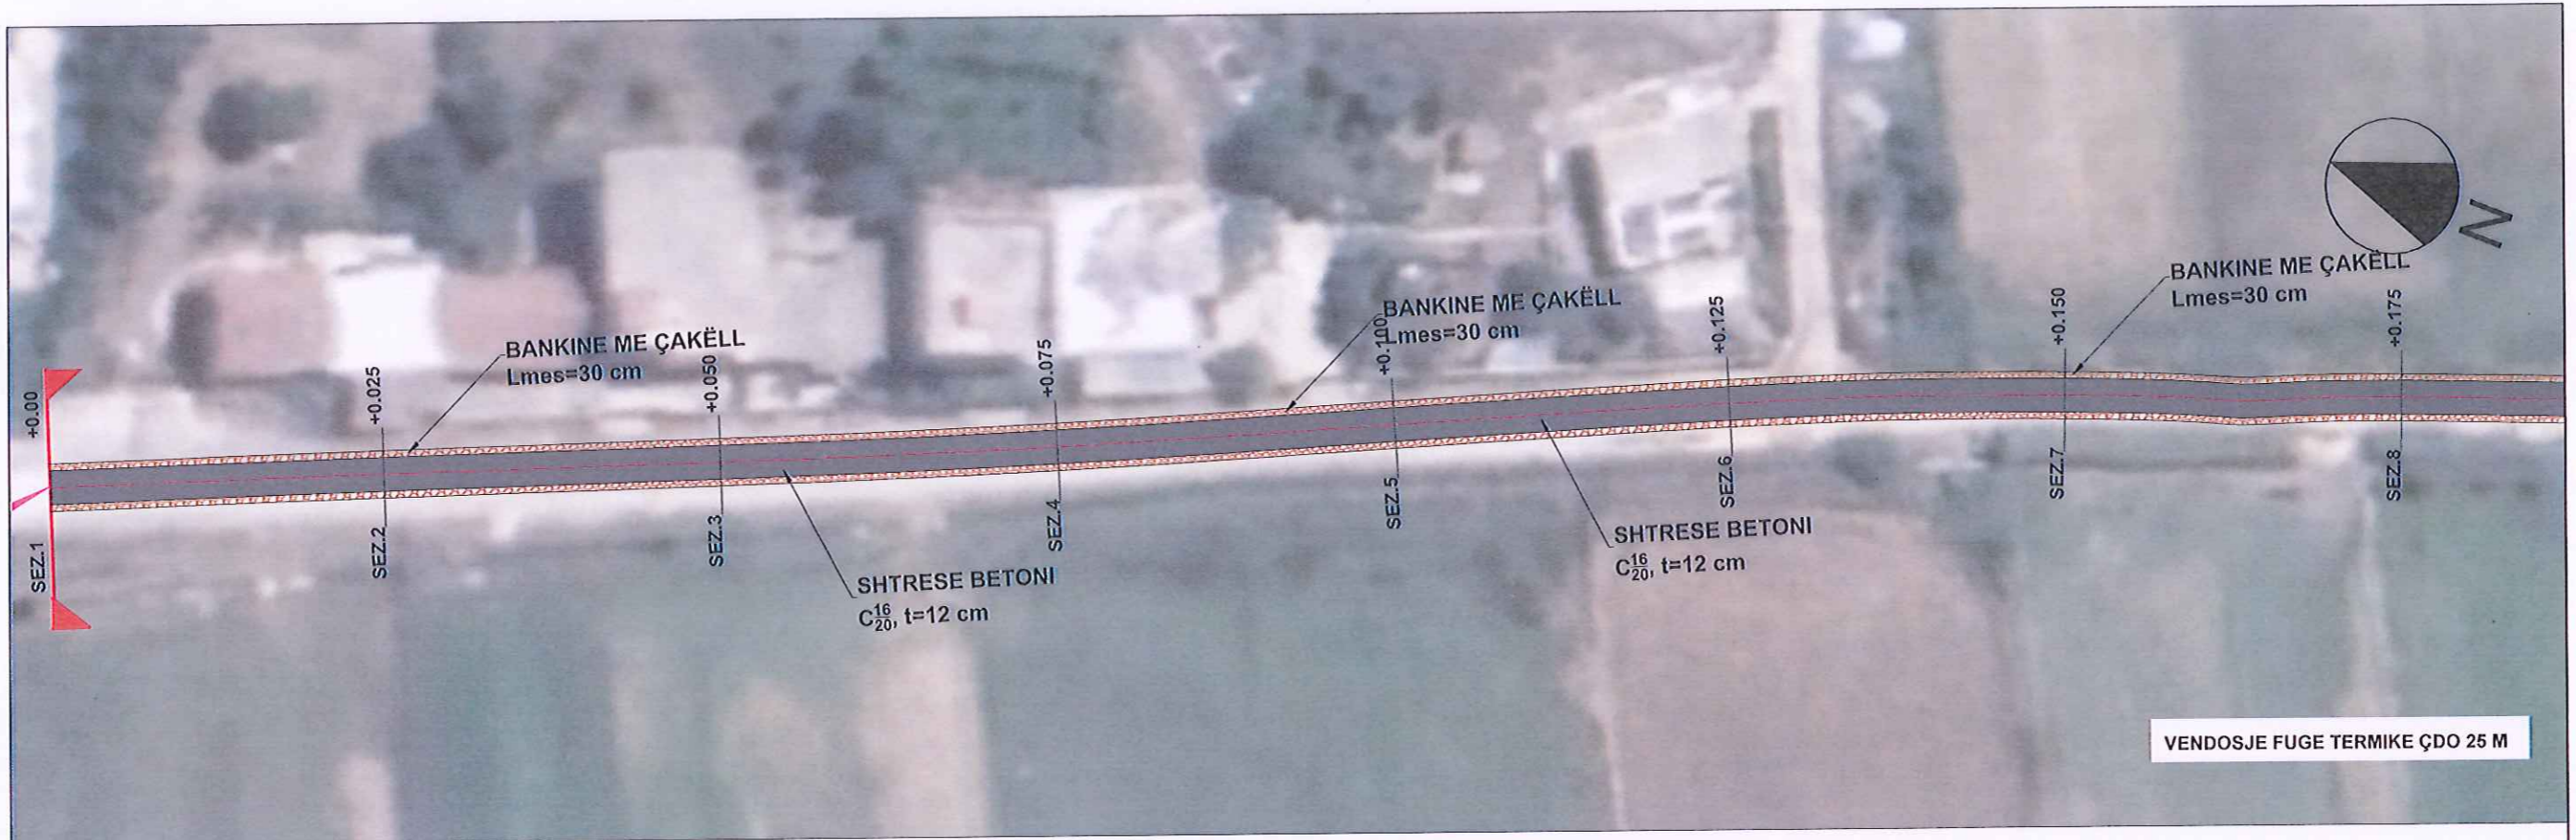 N
BANKINE ME ÇAKËLL
Lmes=30 cm
BANKINE ME ÇAKËLL
Lmes=30 cm
BANKINE ME ÇAKËLL
Lmes=30 cm
+0.00
+0.025
+0.050
+0.075
+0.100
+0.125
+0.150
+0.175
SEZ.1
SEZ.2
SEZ.3
SEZ.4
SEZ.5
SEZ.6
SEZ.7
SEZ.8
SHTRESE BETONI
C16/20, t=12 cm
SHTRESE BETONI
C16/20, t=12 cm
VENDOSJE FUGE TERMIKE ÇDO 25 M